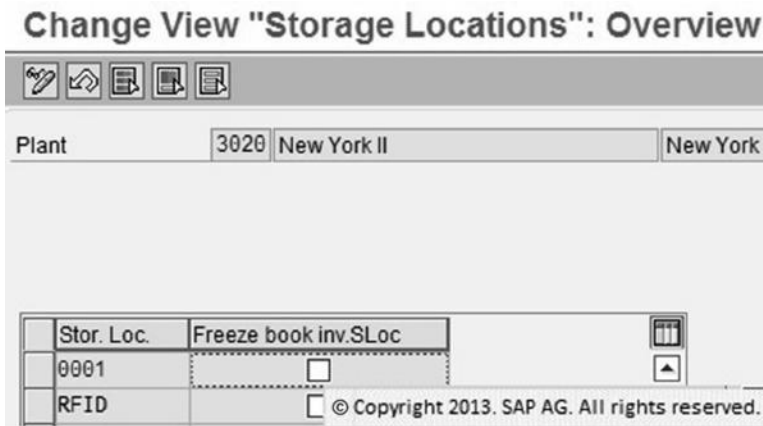 Change View "Storage Locations": Overview
Plant 3020 New York II New York
Stor. Loc. Freeze book inv.SLoc
0001
RFID
© Copyright 2013. SAP AG. All rights reserved.